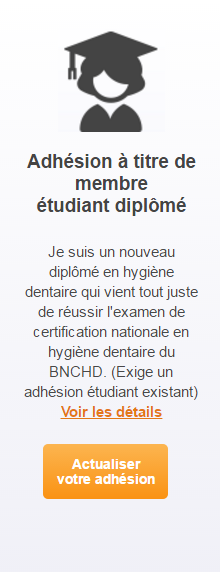 Adhésion à titre de
membre
étudiant diplômé
Je suis un nouveau
diplômé en hygiène
dentaire qui vient tout juste
de réussir l'examen de
certification nationale en
hygiène dentaire du
BNCHD. (Exige un
adhésion étudiant existant)
Voir les détails
Actualiser
votre adhésion